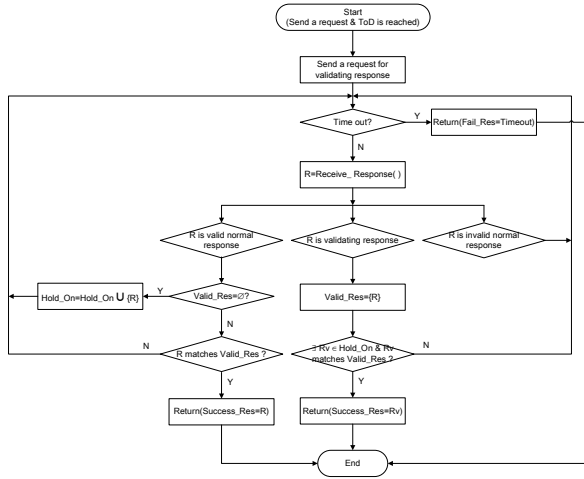 Start
(Send a request & ToD is reached)
Send a request for
validating response
Time out?
Y
Return(Fail_Res=Timeout)
N
R=Receive_ Response( )
R is valid normal
response
R is validating response
R is invalid normal
response
Hold_On=Hold_On ∪ {R}
Y
Valid_Res=∅?
Valid_Res={R}
N
N
R matches Valid_Res ?
∃ Rv ∈ Hold_On & Rv
matches Valid_Res ?
N
Y
Y
Return(Success_Res=R)
Return(Success_Res=Rv)
End